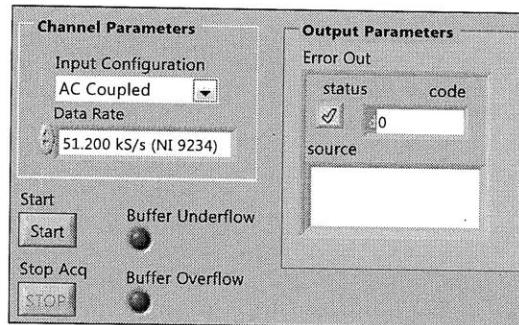 Channel Parameters
Input Configuration
AC Coupled
Data Rate
51.200 kS/s (NI 9234)
Start
Start
Buffer Underflow
Stop Acq
STOP
Buffer Overflow
Output Parameters
Error Out
status
code
0
source